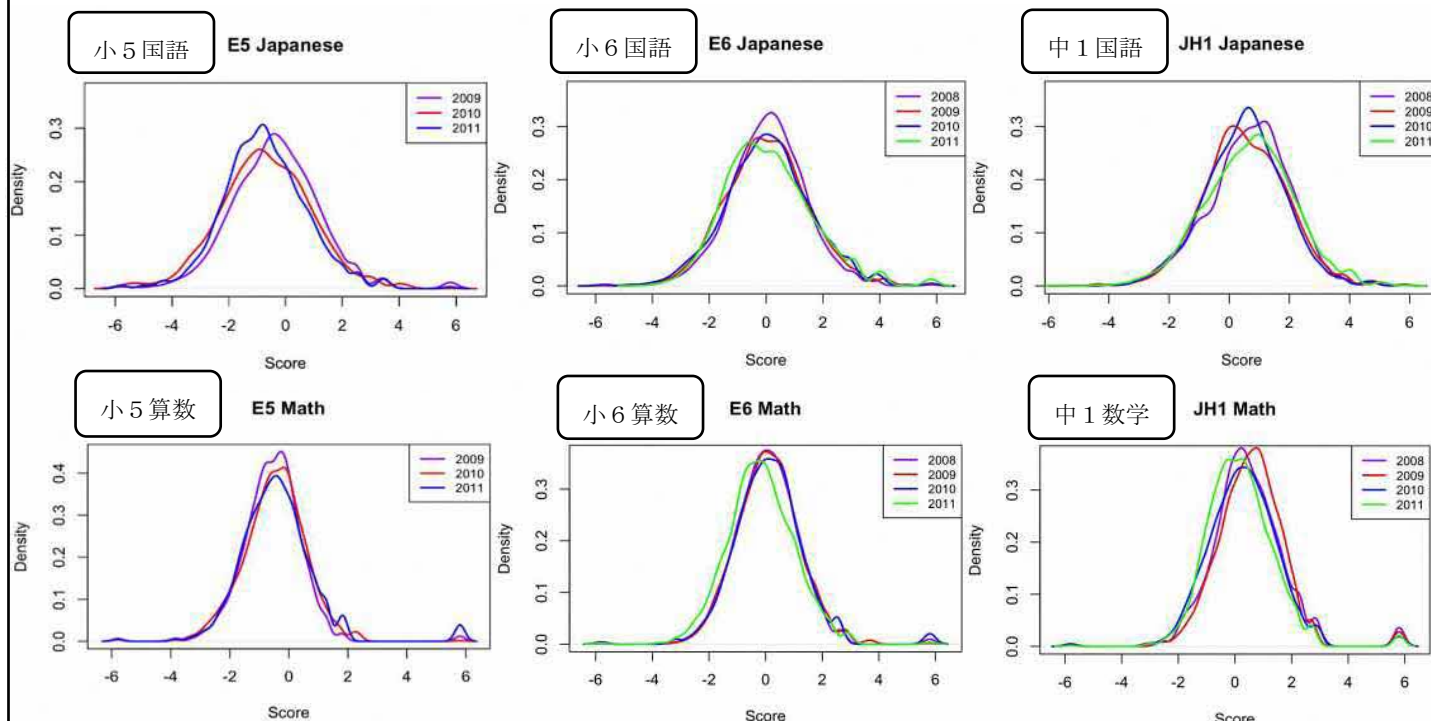 小５国語
E5 Japanese
Density
0.0 0.1 0.2 0.3
2009
2010
2011
-6 -4 -2 0 2 4 6
Score
小６国語
E6 Japanese
Density
0.0 0.1 0.2 0.3
2008
2009
2010
2011
-6 -4 -2 0 2 4 6
Score
中１国語
JH1 Japanese
Density
0.0 0.1 0.2 0.3
2008
2009
2010
2011
-6 -4 -2 0 2 4 6
Score
小５算数
E5 Math
Density
0.0 0.1 0.2 0.3 0.4
2009
2010
2011
-6 -4 -2 0 2 4 6
Score
小６算数
E6 Math
Density
0.0 0.1 0.2 0.3
2008
2009
2010
2011
-6 -4 -2 0 2 4 6
Score
中１数学
JH1 Math
Density
0.0 0.1 0.2 0.3
2008
2009
2010
2011
-6 -4 -2 0 2 4 6
Score